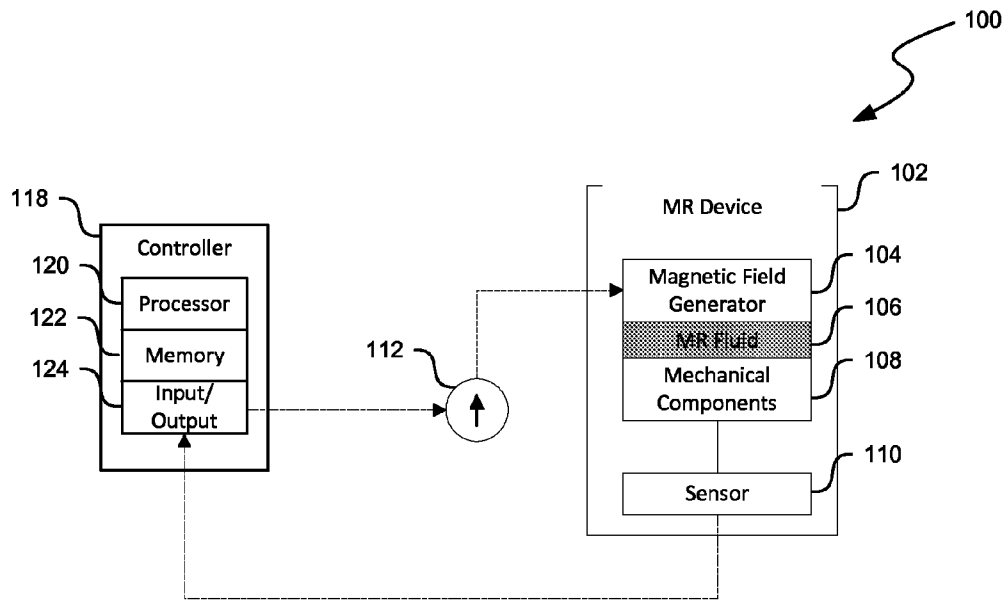 100
118
Controller
120
Processor
122
Memory
124
Input/
Output
112
102
MR Device
104
Magnetic Field
Generator
106
MR Fluid
108
Mechanical
Components
110
Sensor